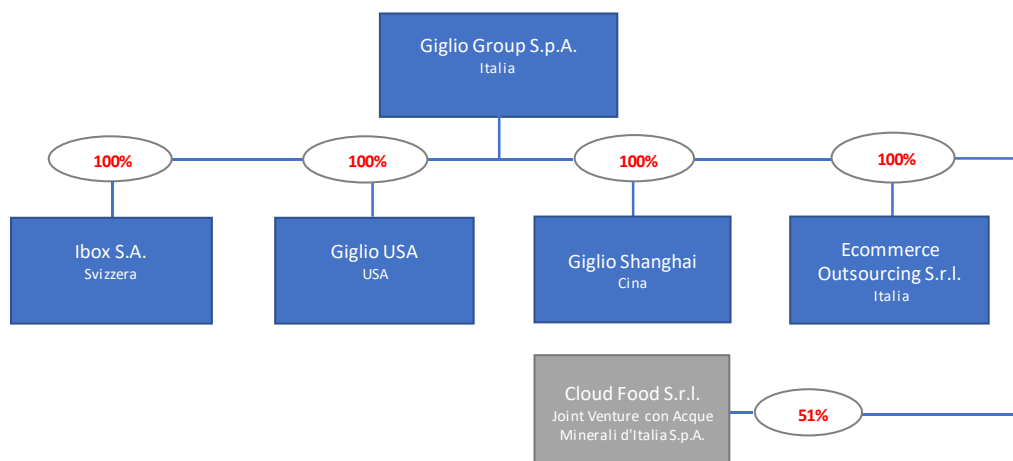 Giglio Group S.p.A.
Italia
100%
100%
100%
100%
Ibox S.A.
Svizzera
Giglio USA
USA
Giglio Shanghai
Cina
Ecommerce
Outsourcing S.r.l.
Italia
Cloud Food S.r.l.
Joint Venture con Acque
Minerali d'Italia S.p.A.
51%